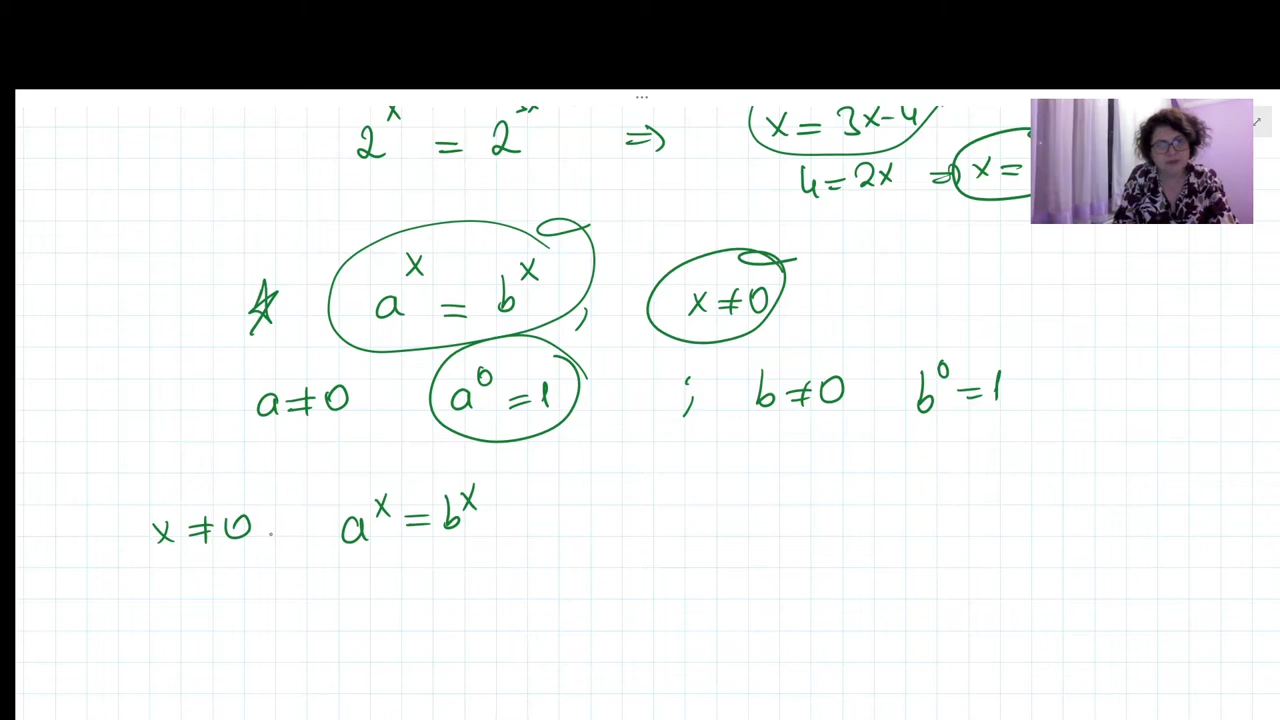 2^x = 2 ⇒ x = 3x-4
4 = 2x ⇒ x =
* a^x = b^x ; x ≠ 0
a ≠ 0 a^0 = 1 ; b ≠ 0 b^0 = 1
x ≠ 0 . a^x = b^x